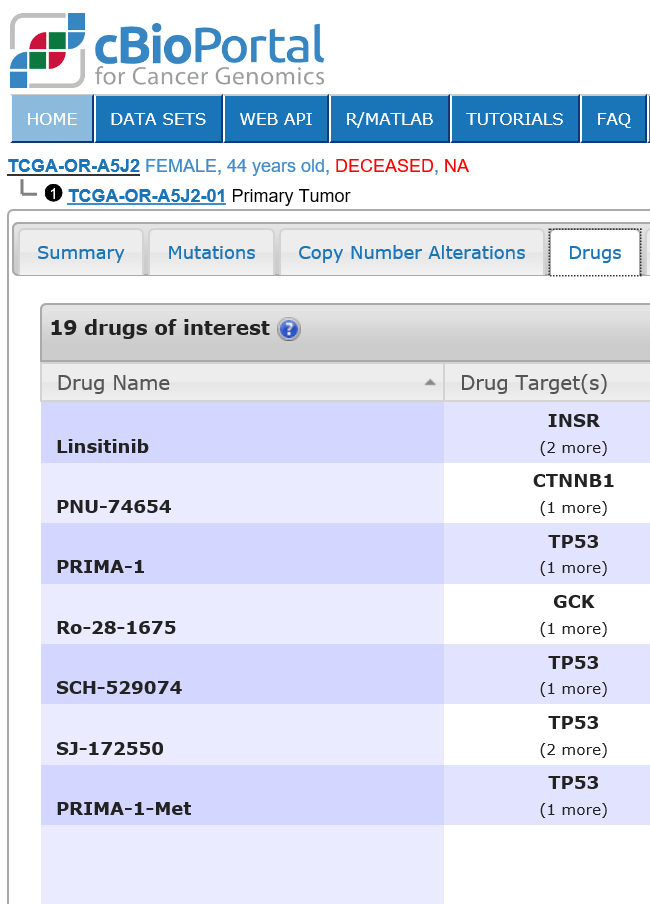 cBioPortal
for Cancer Genomics
HOME DATA SETS WEB API R/MATLAB TUTORIALS FAQ
TCGA-OR-A5J2 FEMALE, 44 years old, DECEASED, NA
1 TCGA-OR-A5J2-01 Primary Tumor
Summary Mutations Copy Number Alterations Drugs
19 drugs of interest ?
Drug Name Drug Target(s)
INSR
Linsitinib (2 more)
CTNNB1
PNU-74654 (1 more)
TP53
PRIMA-1 (1 more)
GCK
Ro-28-1675 (1 more)
TP53
SCH-529074 (1 more)
TP53
SJ-172550 (2 more)
TP53
PRIMA-1-Met (1 more)